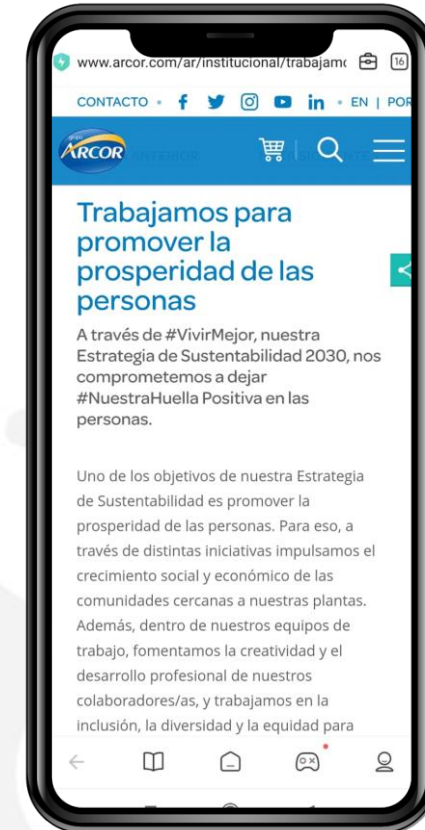 www.arcor.com/ar/institucional/trabajamo 16
CONTACTO • • EN | POR
grupo
ARCOR
Trabajamos para
promover la
prosperidad de las
personas
A través de #VivirMejor, nuestra
Estrategia de Sustentabilidad 2030, nos
comprometemos a dejar
#NuestraHuella Positiva en las
personas.
Uno de los objetivos de nuestra Estrategia
de Sustentabilidad es promover la
prosperidad de las personas. Para eso, a
través de distintas iniciativas impulsamos el
crecimiento social y económico de las
comunidades cercanas a nuestras plantas.
Además, dentro de nuestros equipos de
trabajo, fomentamos la creatividad y el
desarrollo profesional de nuestros
colaboradores/as, y trabajamos en la
inclusión, la diversidad y la equidad para